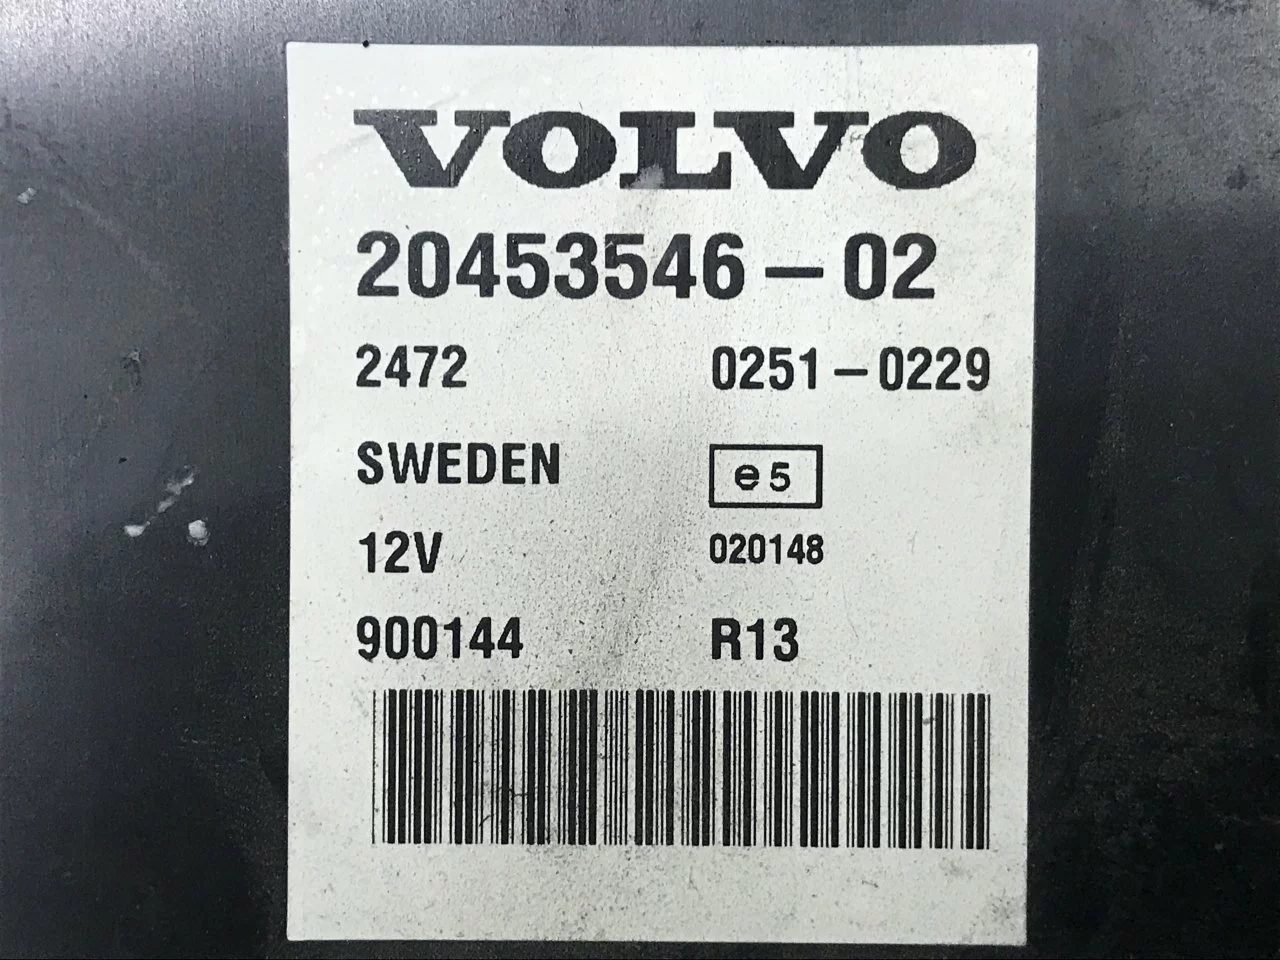 VOLVO
20453546-02
2472 0251-0229
SWEDEN e5
12V 020148
900144 R13